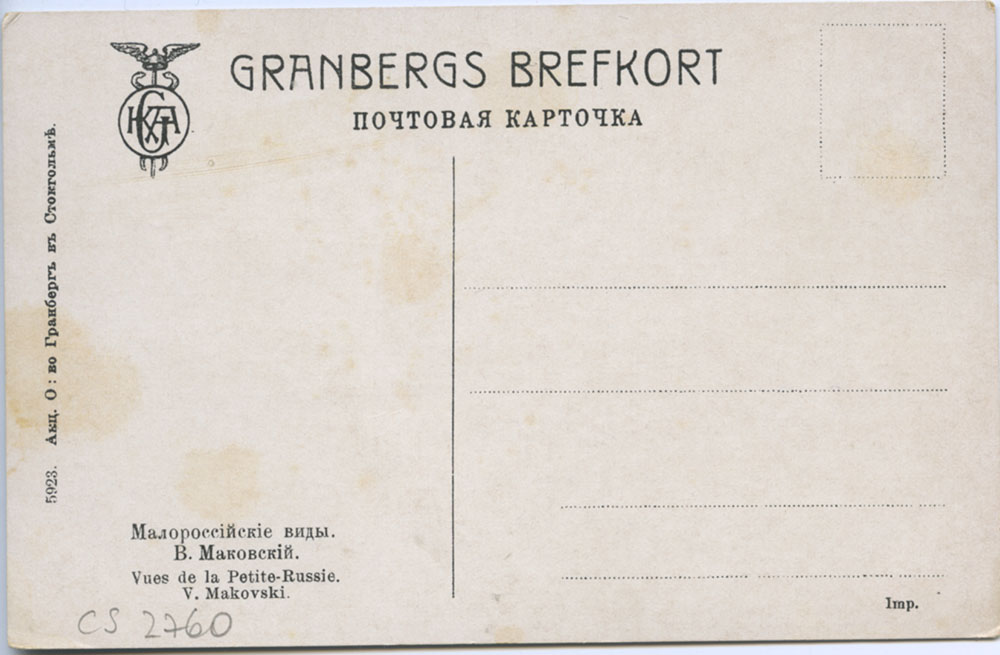 GRANBERGS BREFKORT
ПОЧТОВАЯ КАРТОЧКА
5923. Акц. О: во Гранбергъ въ Стокгольмѣ.
Малороссійскіе виды.
В. Маковскій.
Vues de la Petite-Russie.
V. Makovski.
CS 2760
Imp.